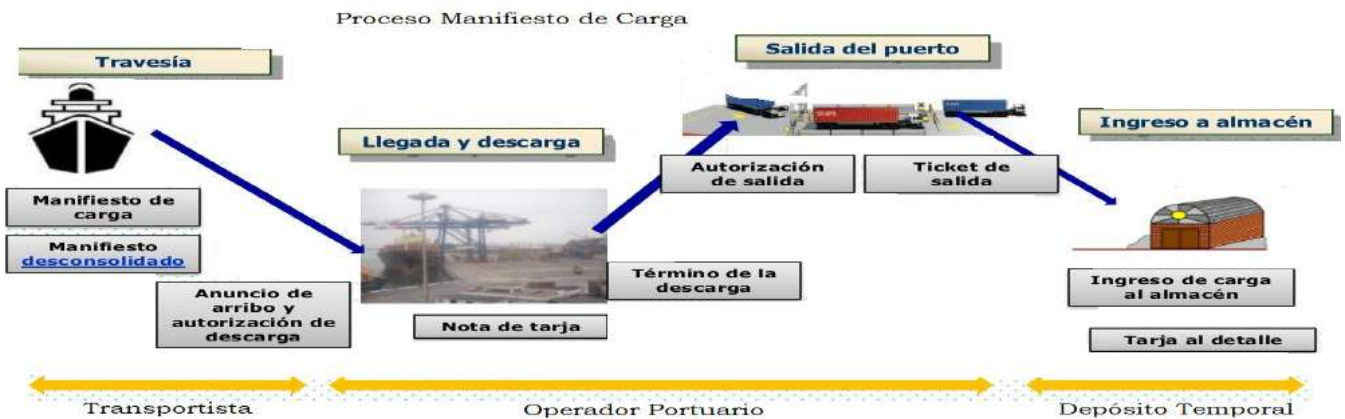 Proceso Manifiesto de Carga
Travesía
Manifiesto de
carga
Manifiesto
desconsolidado
Anuncio de
arribo y
autorización de
descarga
Llegada y descarga
Nota de tarja
Término de la
descarga
Salida del puerto
Autorización
de salida
Ticket de
salida
Ingreso a almacén
Ingreso de carga
al almacén
Tarja al detalle
Transportista
Operador Portuario
Depósito Temporal